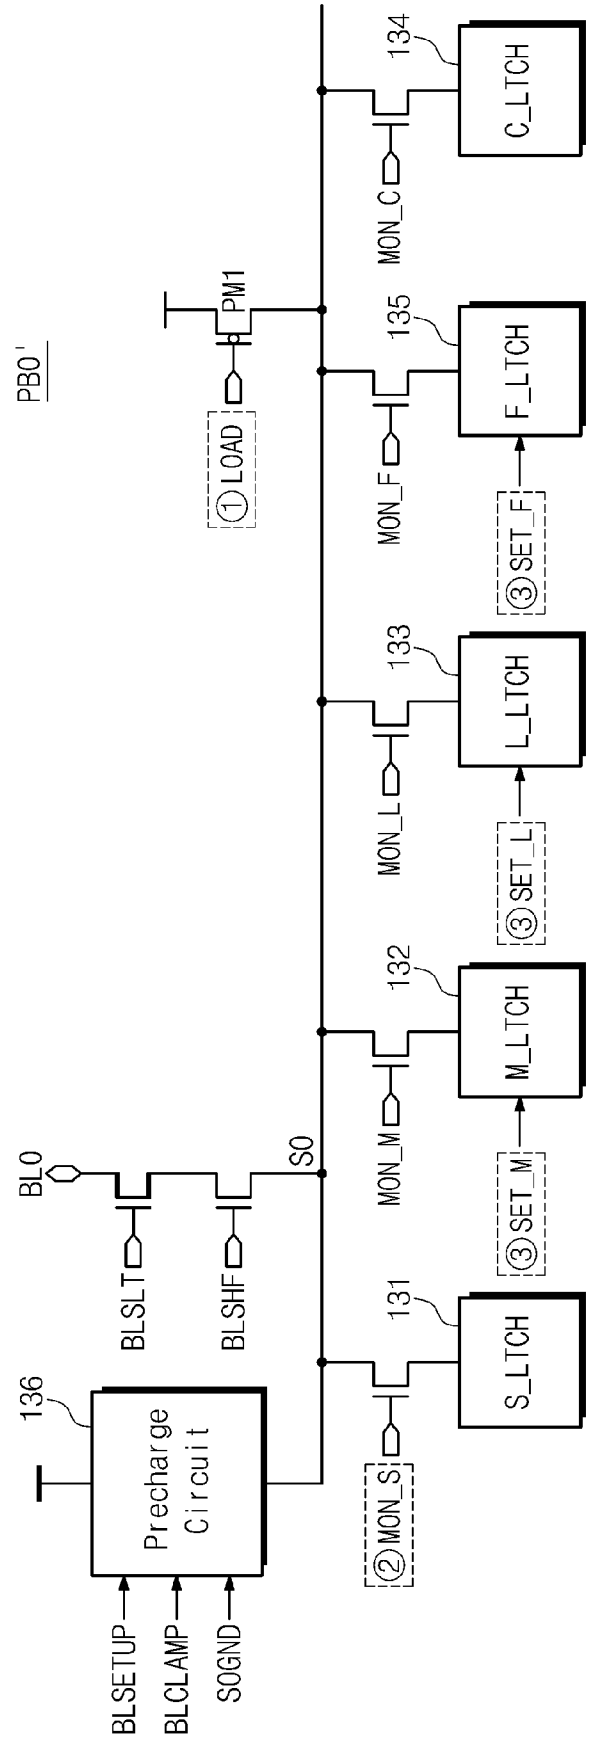 PB0'
136
Precharge
Circuit
BLSETUP
BLCLAMP
SOGND
BL0
BLSLT
BLSHF
SO
① LOAD
PM1
② MON_S
MON_M
MON_L
MON_F
MON_C
131
S_LTCH
132
M_LTCH
③ SET_M
133
L_LTCH
③ SET_L
135
F_LTCH
③ SET_F
134
C_LTCH